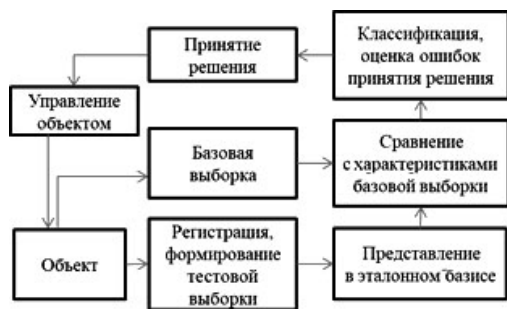 Принятие
решения
Классификация,
оценка ошибок
принятия решения
Управление
объектом
Базовая
выборка
Сравнение
с характеристиками
базовой выборки
Объект
Регистрация,
формирование
тестовой
выборки
Представление
в эталонном базисе